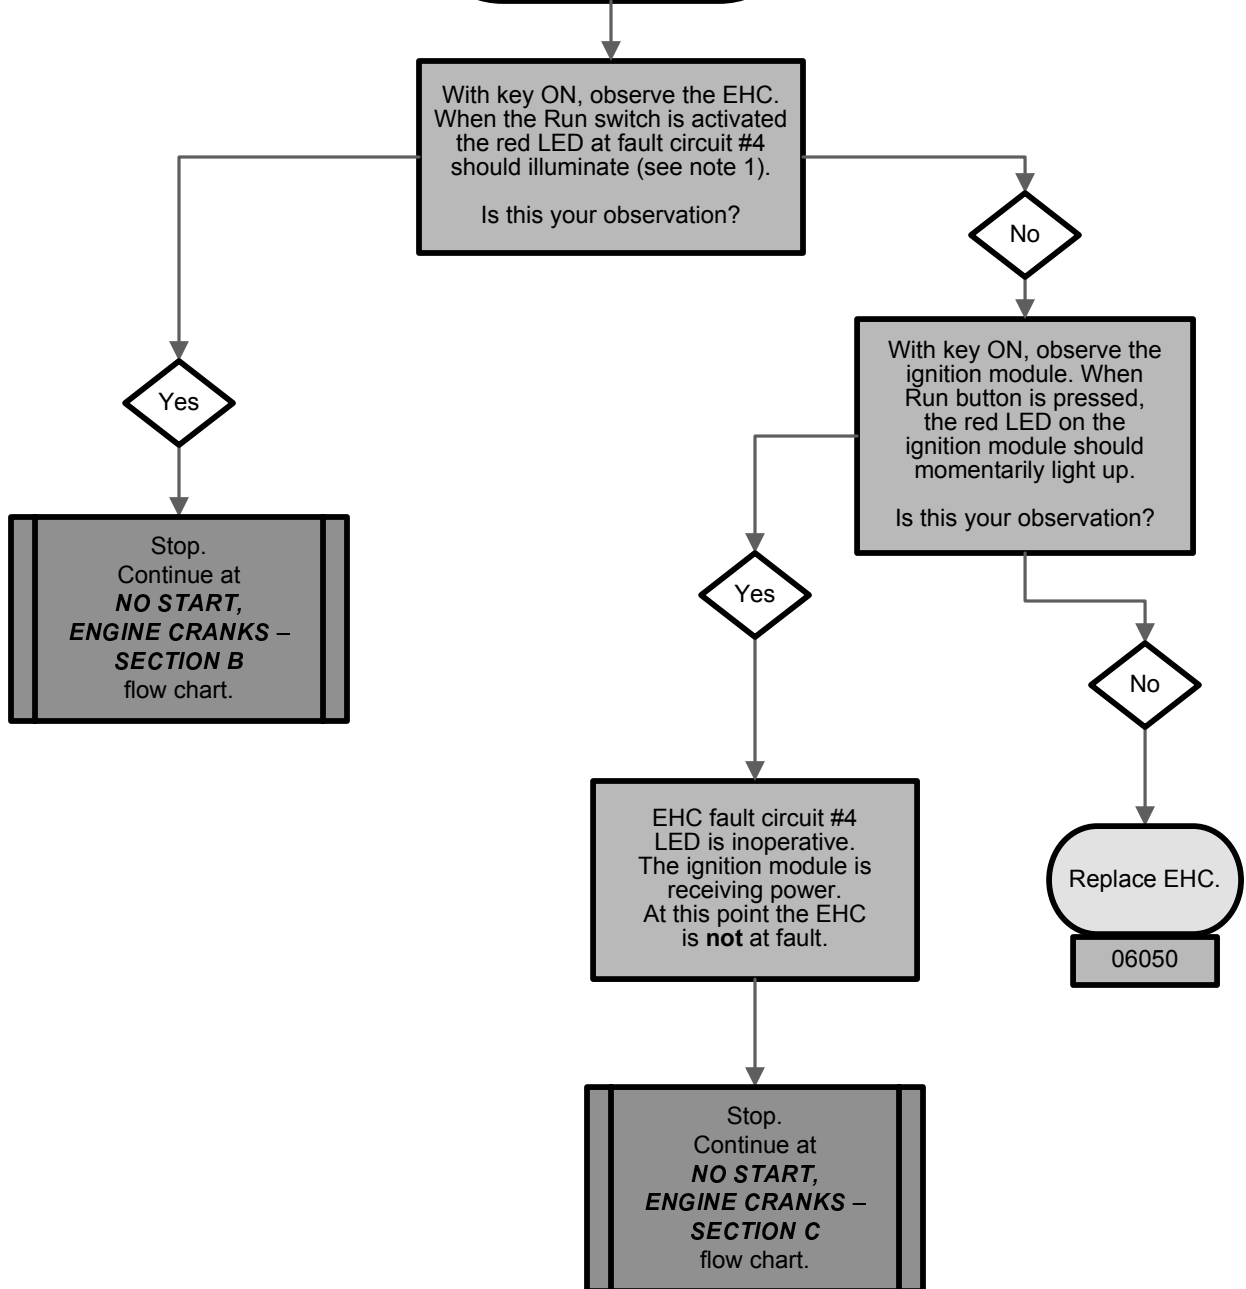 With key ON, observe the EHC.
When the Run switch is activated
the red LED at fault circuit #4
should illuminate (see note 1).
Is this your observation?
No
With key ON, observe the
ignition module. When
Run button is pressed,
the red LED on the
ignition module should
momentarily light up.
Is this your observation?
Yes
Stop.
Continue at
NO START,
ENGINE CRANKS –
SECTION B
flow chart.
Yes
No
EHC fault circuit #4
LED is inoperative.
The ignition module is
receiving power.
At this point the EHC
is not at fault.
Replace EHC.
06050
Stop.
Continue at
NO START,
ENGINE CRANKS –
SECTION C
flow chart.